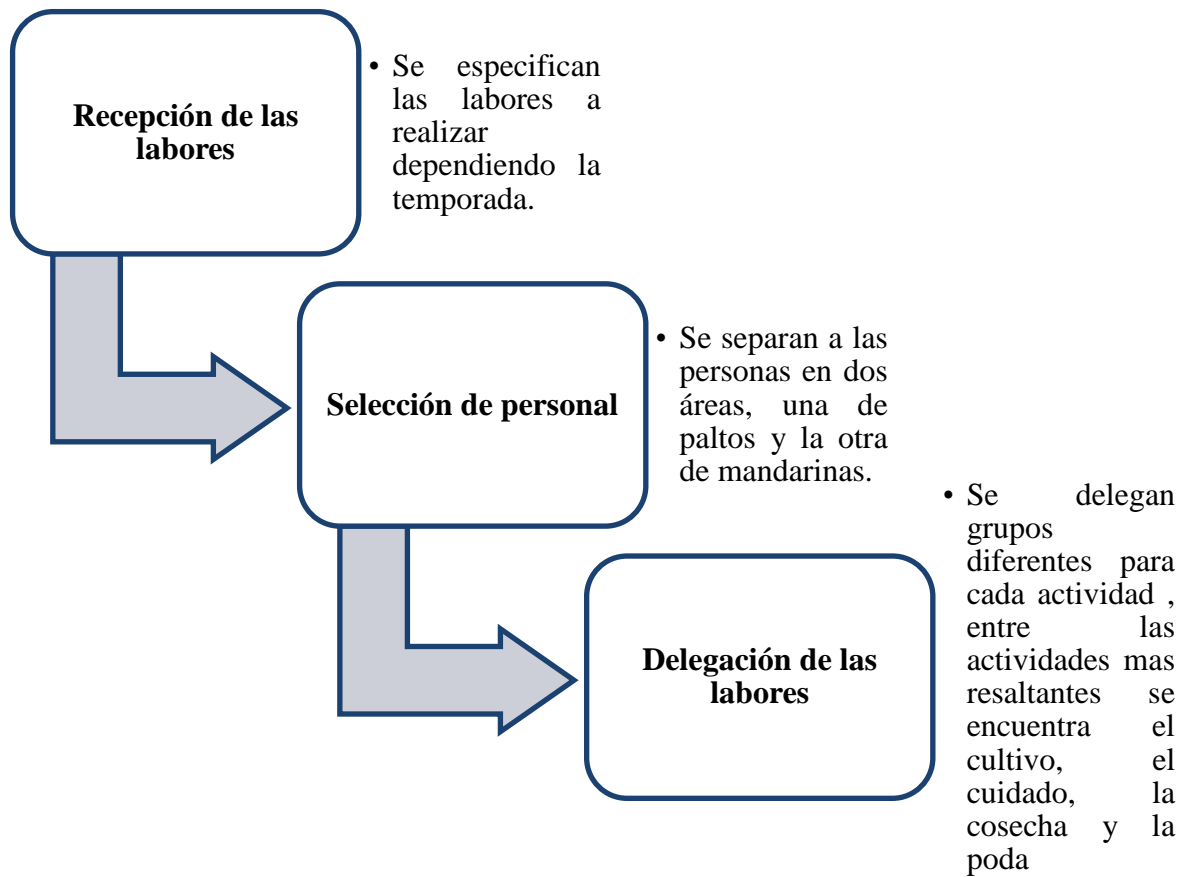 Recepción de las
labores
• Se especifican
las labores a
realizar
dependiendo la
temporada.
Selección de personal
• Se separan a las
personas en dos
áreas, una de
paltos y la otra
de mandarinas.
Delegación de las
labores
• Se delegan
grupos
diferentes para
cada actividad ,
entre las
actividades mas
resaltantes se
encuentra el
cultivo, el
cuidado, la
cosecha y la
poda